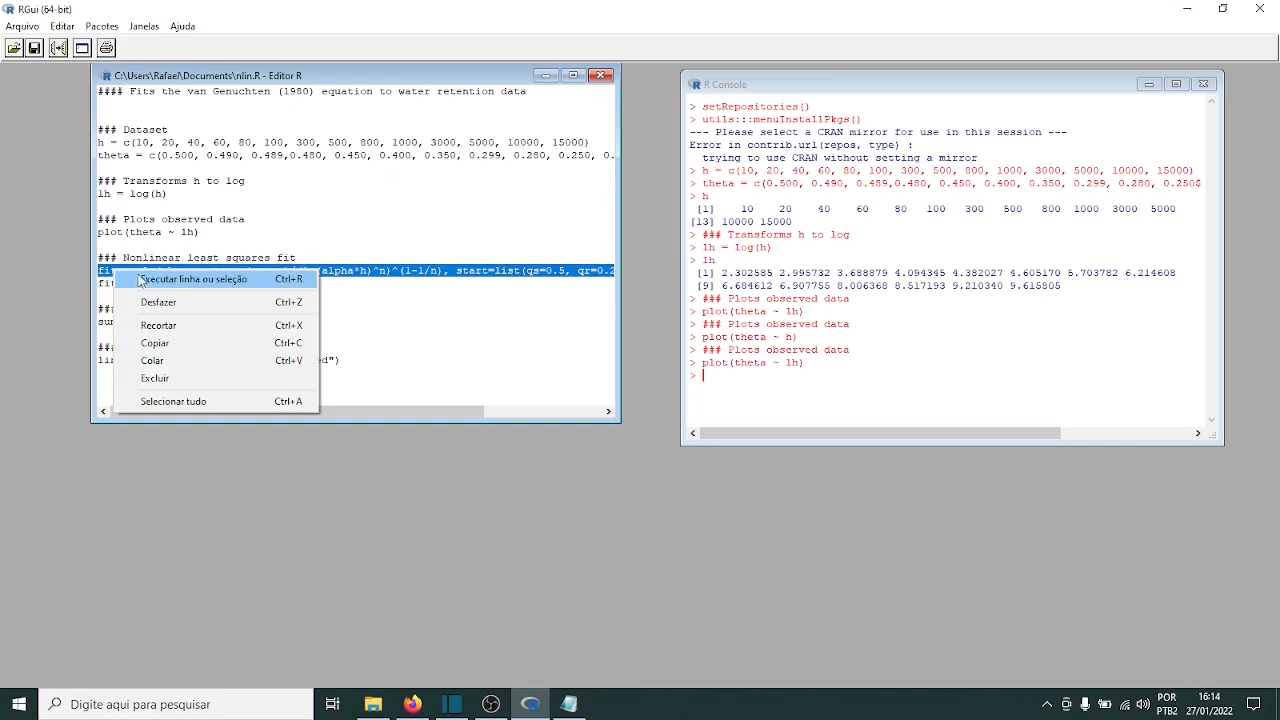 RGui (64-bit)
Arquivo Editar Pacotes Janelas Ajuda
C:\Users\Rafael\Documents\nlin.R - Editor R
#### Fits the van Genuchten (1980) equation to water retention data
### Dataset
h = c(10, 20, 40, 60, 80, 100, 300, 500, 800, 1000, 3000, 5000, 10000, 15000)
theta = c(0.500, 0.490, 0.489,0.480, 0.450, 0.400, 0.350, 0.299, 0.280, 0.250, 0.
### Transforms h to log
lh = log(h)
### Plots observed data
plot(theta ~ lh)
### Nonlinear least squares fit
alpha*h)^n)^(1-1/n), start=list(qs=0.5, qr=0.2
fi
##
sum
##
lin
ed")
Executar linha ou seleção Ctrl+R
Desfazer Ctrl+Z
Recortar Ctrl+X
Copiar Ctrl+C
Colar Ctrl+V
Excluir
Selecionar tudo Ctrl+A
R Console
> setRepositories()
> utils:::menuInstallPkgs()
--- Please select a CRAN mirror for use in this session ---
Error in contrib.url(repos, type) :
trying to use CRAN without setting a mirror
> h = c(10, 20, 40, 60, 80, 100, 300, 500, 800, 1000, 3000, 5000, 10000, 15000)
> theta = c(0.500, 0.490, 0.489,0.480, 0.450, 0.400, 0.350, 0.299, 0.280, 0.250$
> h
[1] 10 20 40 60 80 100 300 500 800 1000 3000 5000
[13] 10000 15000
> ### Transforms h to log
> lh = log(h)
> lh
[1] 2.302585 2.995732 3.688879 4.094345 4.382027 4.605170 5.703782 6.214608
[9] 6.684612 6.907755 8.006368 8.517193 9.210340 9.615805
> ### Plots observed data
> plot(theta ~ lh)
> ### Plots observed data
> plot(theta ~ h)
> ### Plots observed data
> plot(theta ~ lh)
>
Digite aqui para pesquisar
POR
PTB2
16:14
27/01/2022